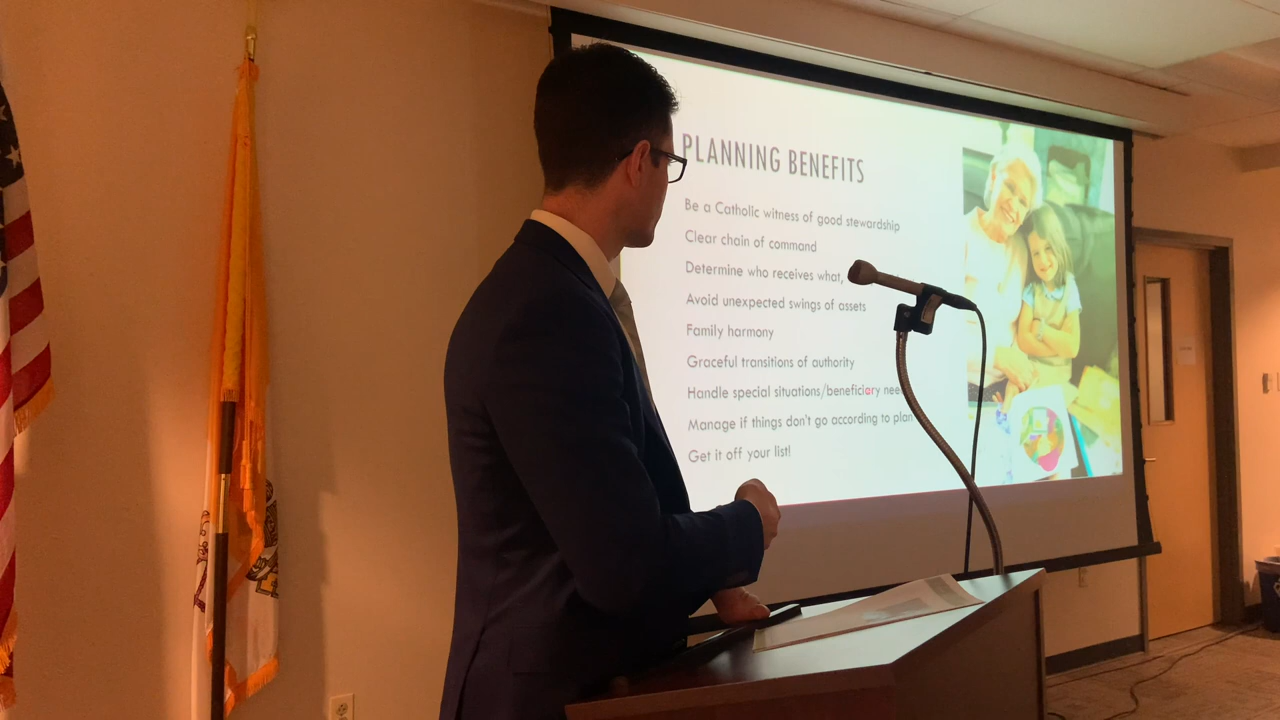 PLANNING BENEFITS
Be a Catholic witness of good stewardship
Clear chain of command
Determine who receives what,
Avoid unexpected swings of assets
Family harmony
Graceful transitions of authority
Handle special situations/beneficiary
Manage if things don't go according to plan
Get it off your list!